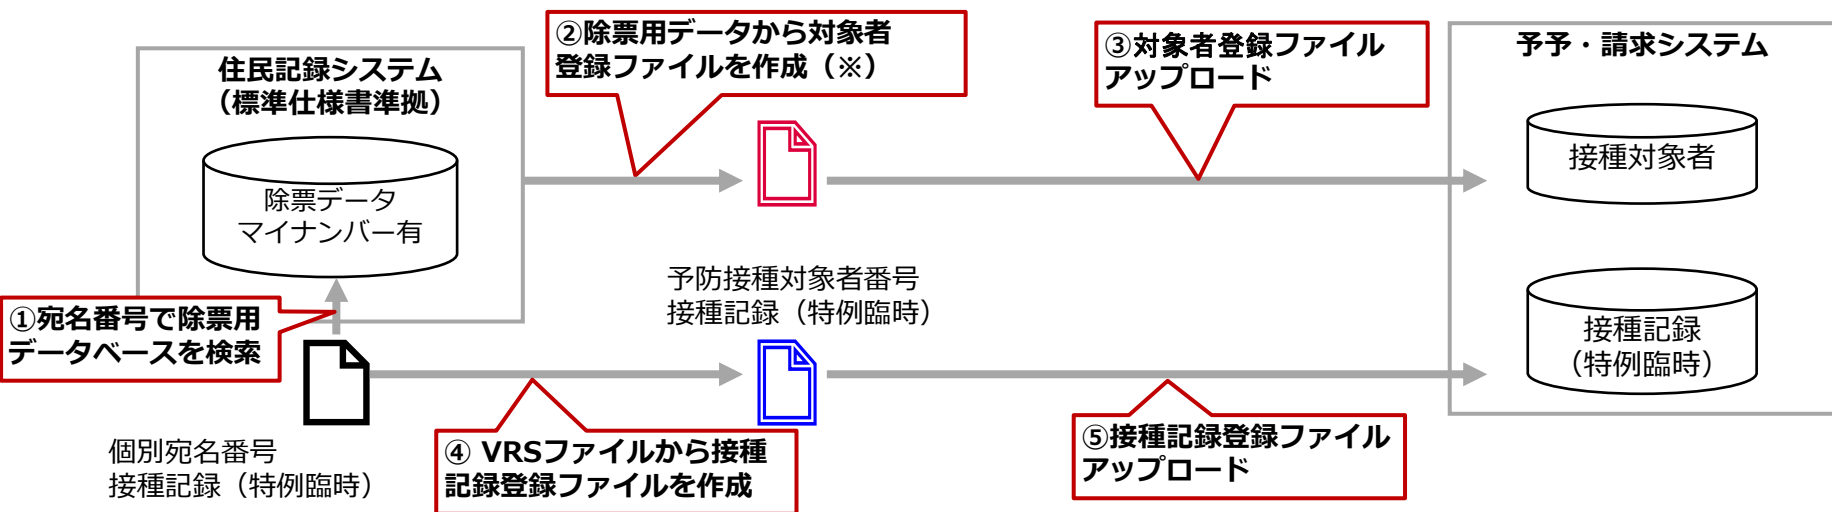 ②除票用データから対象者
登録ファイルを作成（※）
③対象者登録ファイル
アップロード
予予・請求システム
住民記録システム
（標準仕様書準拠）
除票データ
マイナンバー有
接種対象者
予防接種対象者番号
接種記録（特例臨時）
①宛名番号で除票用
データベースを検索
接種記録
（特例臨時）
個別宛名番号
接種記録（特例臨時）
④ VRSファイルから接種
記録登録ファイルを作成
⑤接種記録登録ファイル
アップロード